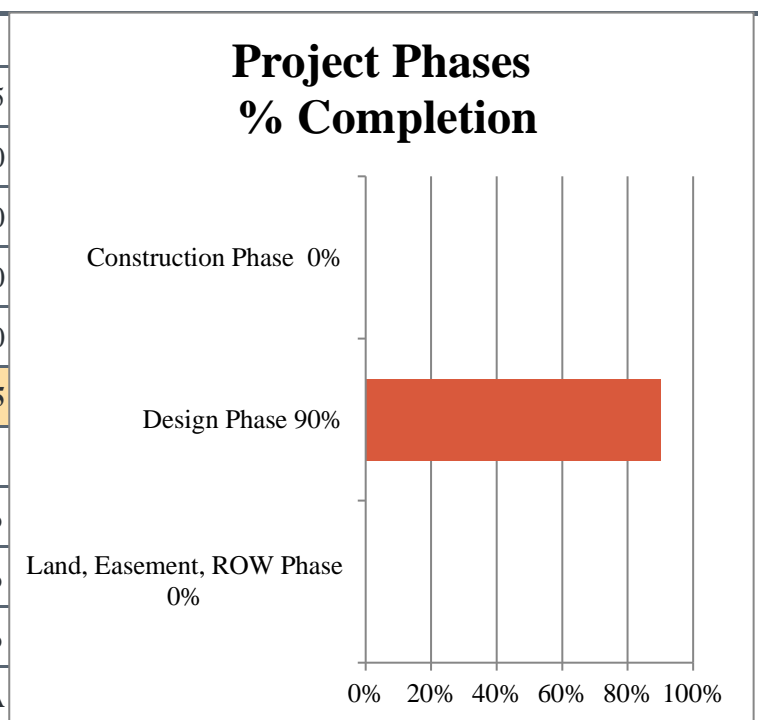 Project Phases
% Completion
Construction Phase 0%
Design Phase 90%
Land, Easement, ROW Phase
0%
0% 20% 40% 60% 80% 100%